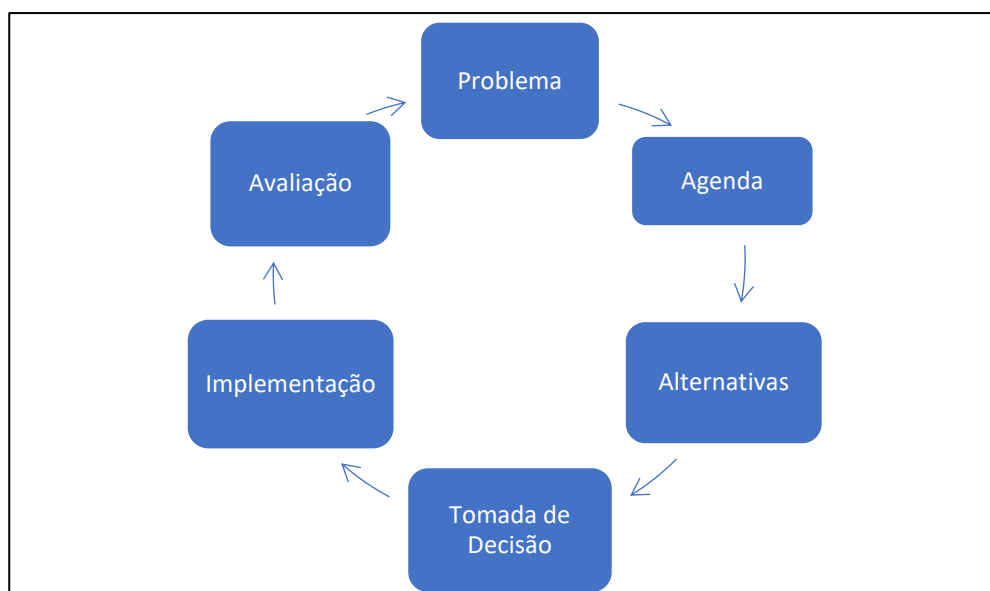 Problema
Agenda
Alternativas
Tomada de
Decisão
Implementação
Avaliação